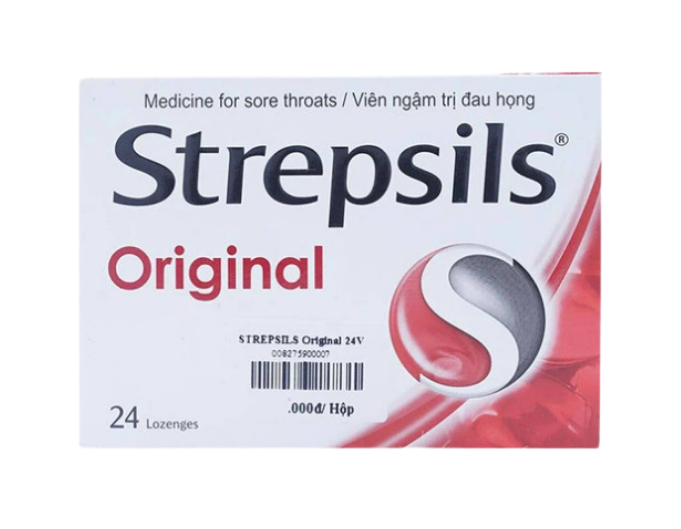 Medicine for sore throats / Viên ngậm trị đau họng
Strepsils®
Original
STREPSILS Original 24V
008275900007
.000đ/ Hộp
24 Lozenges